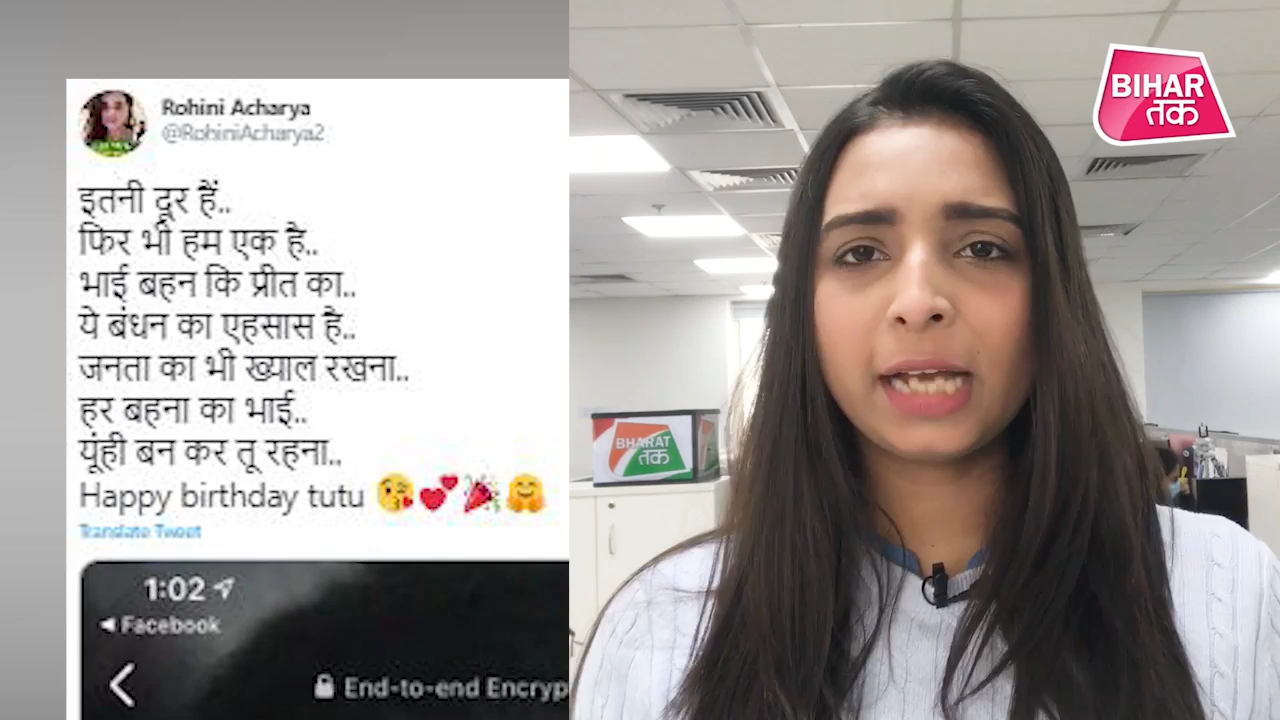 Rohini Acharya
@RohiniAcharya2
इतनी दूर हैं..
फिर भी हम एक है..
भाई बहन कि प्रीत का..
ये बंधन का एहसास है..
जनता का भी ख्याल रखना..
हर बहना का भाई..
यूंही बन कर तू रहना..
Happy birthday tutu 😘💕🎉🤗
Translate Tweet
1:02
◀ Facebook
End-to-end Encryp
BIHAR
तक
BHARAT
तक